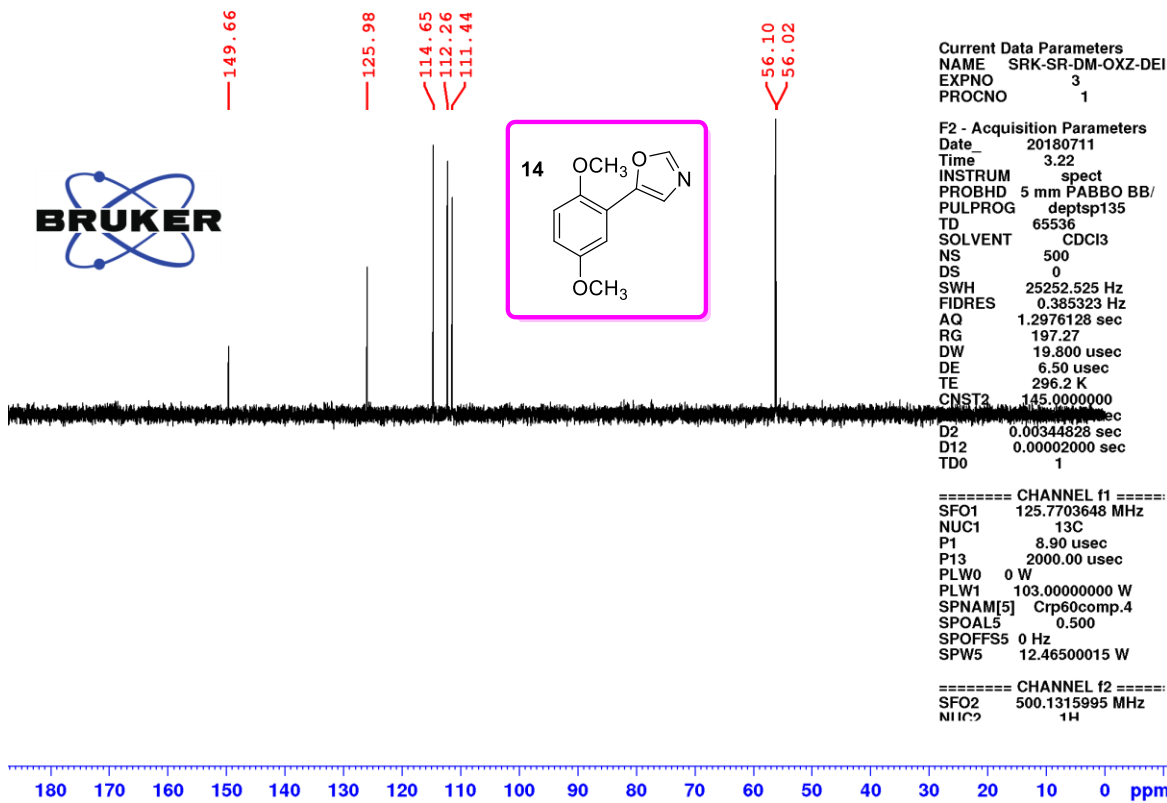 149.66
125.98
114.65
112.26
111.44
56.10
56.02
BRUKER
14
OCH3
O
N
OCH3
Current Data Parameters
NAME SRK-SR-DM-OXZ-DEI
EXPNO 3
PROCNO 1
F2 - Acquisition Parameters
Date_ 20180711
Time 3.22
INSTRUM spect
PROBHD 5 mm PABBO BB/
PULPROG deptsp135
TD 65536
SOLVENT CDCl3
NS 500
DS 0
SWH 25252.525 Hz
FIDRES 0.385323 Hz
AQ 1.2976128 sec
RG 197.27
DW 19.800 usec
DE 6.50 usec
TE 296.2 K
CNST2 145.0000000
ec
D2 0.00344828 sec
D12 0.00002000 sec
TD0 1
======== CHANNEL f1 =====
SFO1 125.7703648 MHz
NUC1 13C
P1 8.90 usec
P13 2000.00 usec
PLW0 0 W
PLW1 103.00000000 W
SPNAM[5] Crp60comp.4
SPOAL5 0.500
SPOFFS5 0 Hz
SPW5 12.46500015 W
======== CHANNEL f2 =====
SFO2 500.1315995 MHz
NUC2 1H
180 170 160 150 140 130 120 110 100 90 80 70 60 50 40 30 20 10 0 ppm